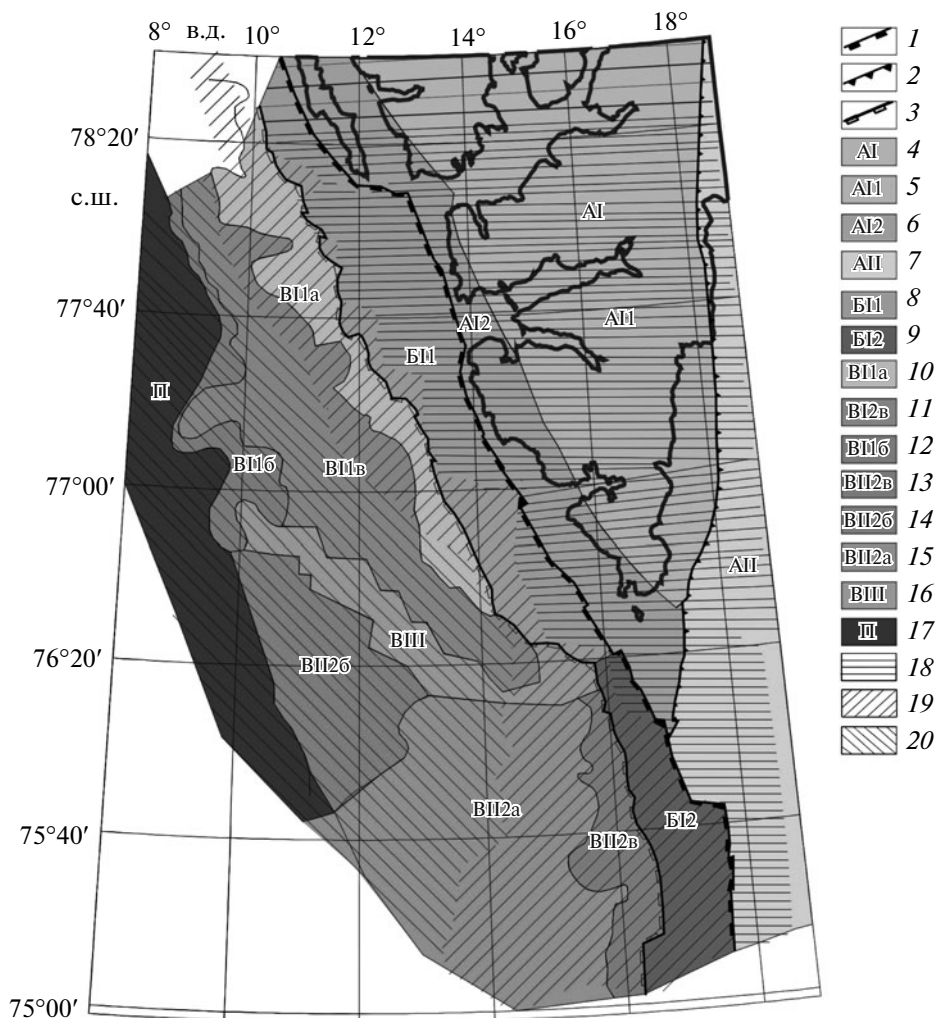 8° в.д. 10° 12° 14° 16° 18°
78°20′
с.ш.
77°40′
77°00′
76°20′
75°40′
75°00′
АI
ВI1а
АI2
АI1
БI1
П
ВI1б
ВI1в
АII
ВIII
ВII2б
ВII2а
ВII2в
БI2
1
2
3
АI 4
АI1 5
АI2 6
АII 7
БI1 8
БI2 9
ВI1а 10
ВI2в 11
ВI1б 12
ВII2в 13
ВII2б 14
ВII2а 15
ВIII 16
П 17
18
19
20